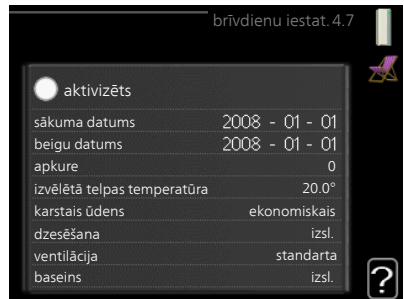 brīvdienu iestat. 4.7
aktivizēts
sākuma datums 2008 - 01 - 01
beigu datums 2008 - 01 - 01
apkure 0
izvēlētā telpas temperatūra 20.0°
karstais ūdens ekonomiskais
dzesēšana izsl.
ventilācija standarta
baseins izsl.
?